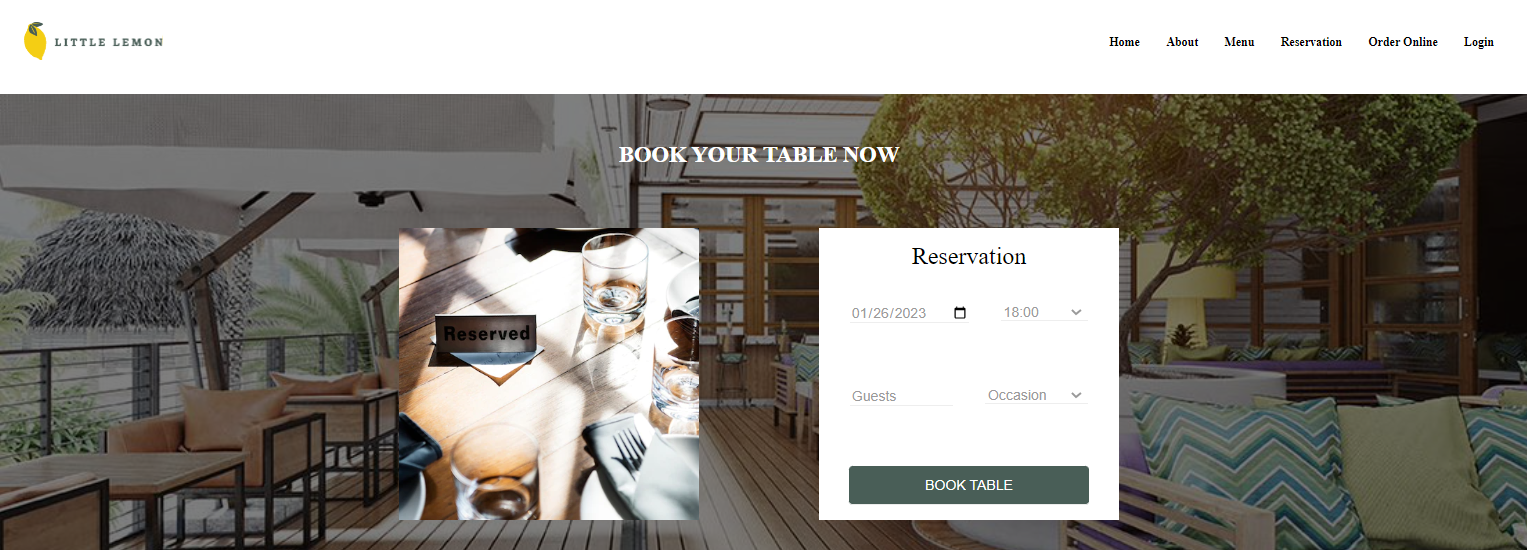 LITTLE LEMON
Home About Menu Reservation Order Online Login
BOOK YOUR TABLE NOW
Reserved
Reservation
01/26/2023 18:00
Guests Occasion
BOOK TABLE